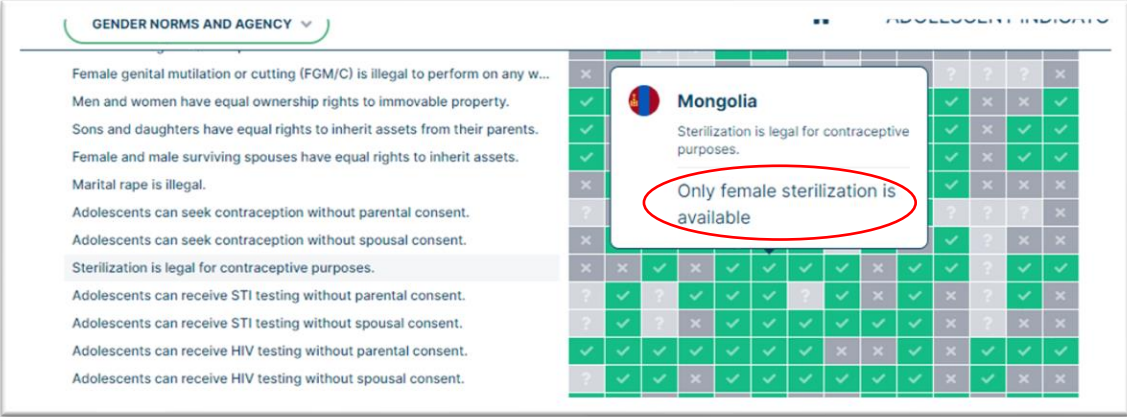 GENDER NORMS AND AGENCY
Female genital mutilation or cutting (FGM/C) is illegal to perform on any w...
Men and women have equal ownership rights to immovable property.
Sons and daughters have equal rights to inherit assets from their parents.
Female and male surviving spouses have equal rights to inherit assets.
Marital rape is illegal.
Adolescents can seek contraception without parental consent.
Adolescents can seek contraception without spousal consent.
Sterilization is legal for contraceptive purposes.
Adolescents can receive STI testing without parental consent.
Adolescents can receive STI testing without spousal consent.
Adolescents can receive HIV testing without parental consent.
Adolescents can receive HIV testing without spousal consent.
Mongolia
Sterilization is legal for contraceptive
purposes.
Only female sterilization is
available